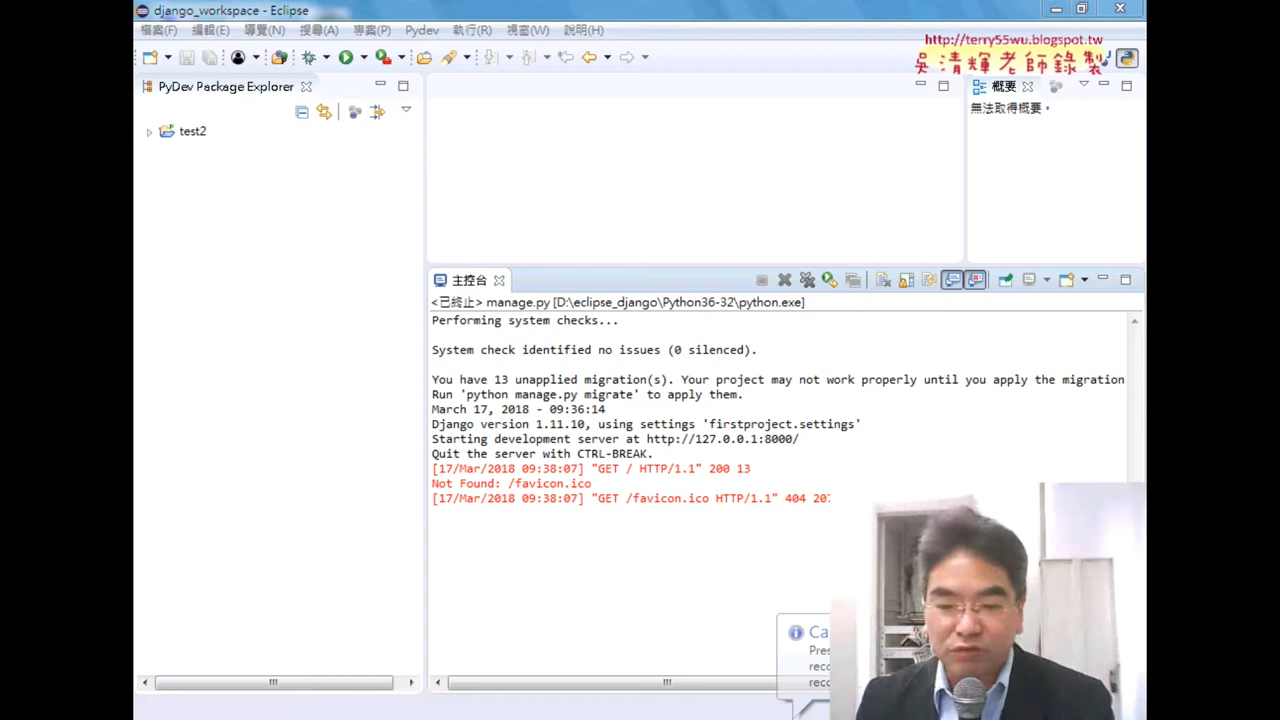 django_workspace - Eclipse
檔案(F) 編輯(E) 導覽(N) 搜尋(A) 專案(P) Pydev 執行(R) 視窗(W) 說明(H)
http://terry55wu.blogspot.tw
吳清輝老師錄製
PyDev Package Explorer
概要
無法取得概要。
test2
主控台
<已終止> manage.py [D:\eclipse_django\Python36-32\python.exe]
Performing system checks...
System check identified no issues (0 silenced).
You have 13 unapplied migration(s). Your project may not work properly until you apply the migration
Run 'python manage.py migrate' to apply them.
March 17, 2018 - 09:36:14
Django version 1.11.10, using settings 'firstproject.settings'
Starting development server at http://127.0.0.1:8000/
Quit the server with CTRL-BREAK.
[17/Mar/2018 09:38:07] "GET / HTTP/1.1" 200 13
Not Found: /favicon.ico
[17/Mar/2018 09:38:07] "GET /favicon.ico HTTP/1.1" 404 207
Ca
Pres
reco
reco